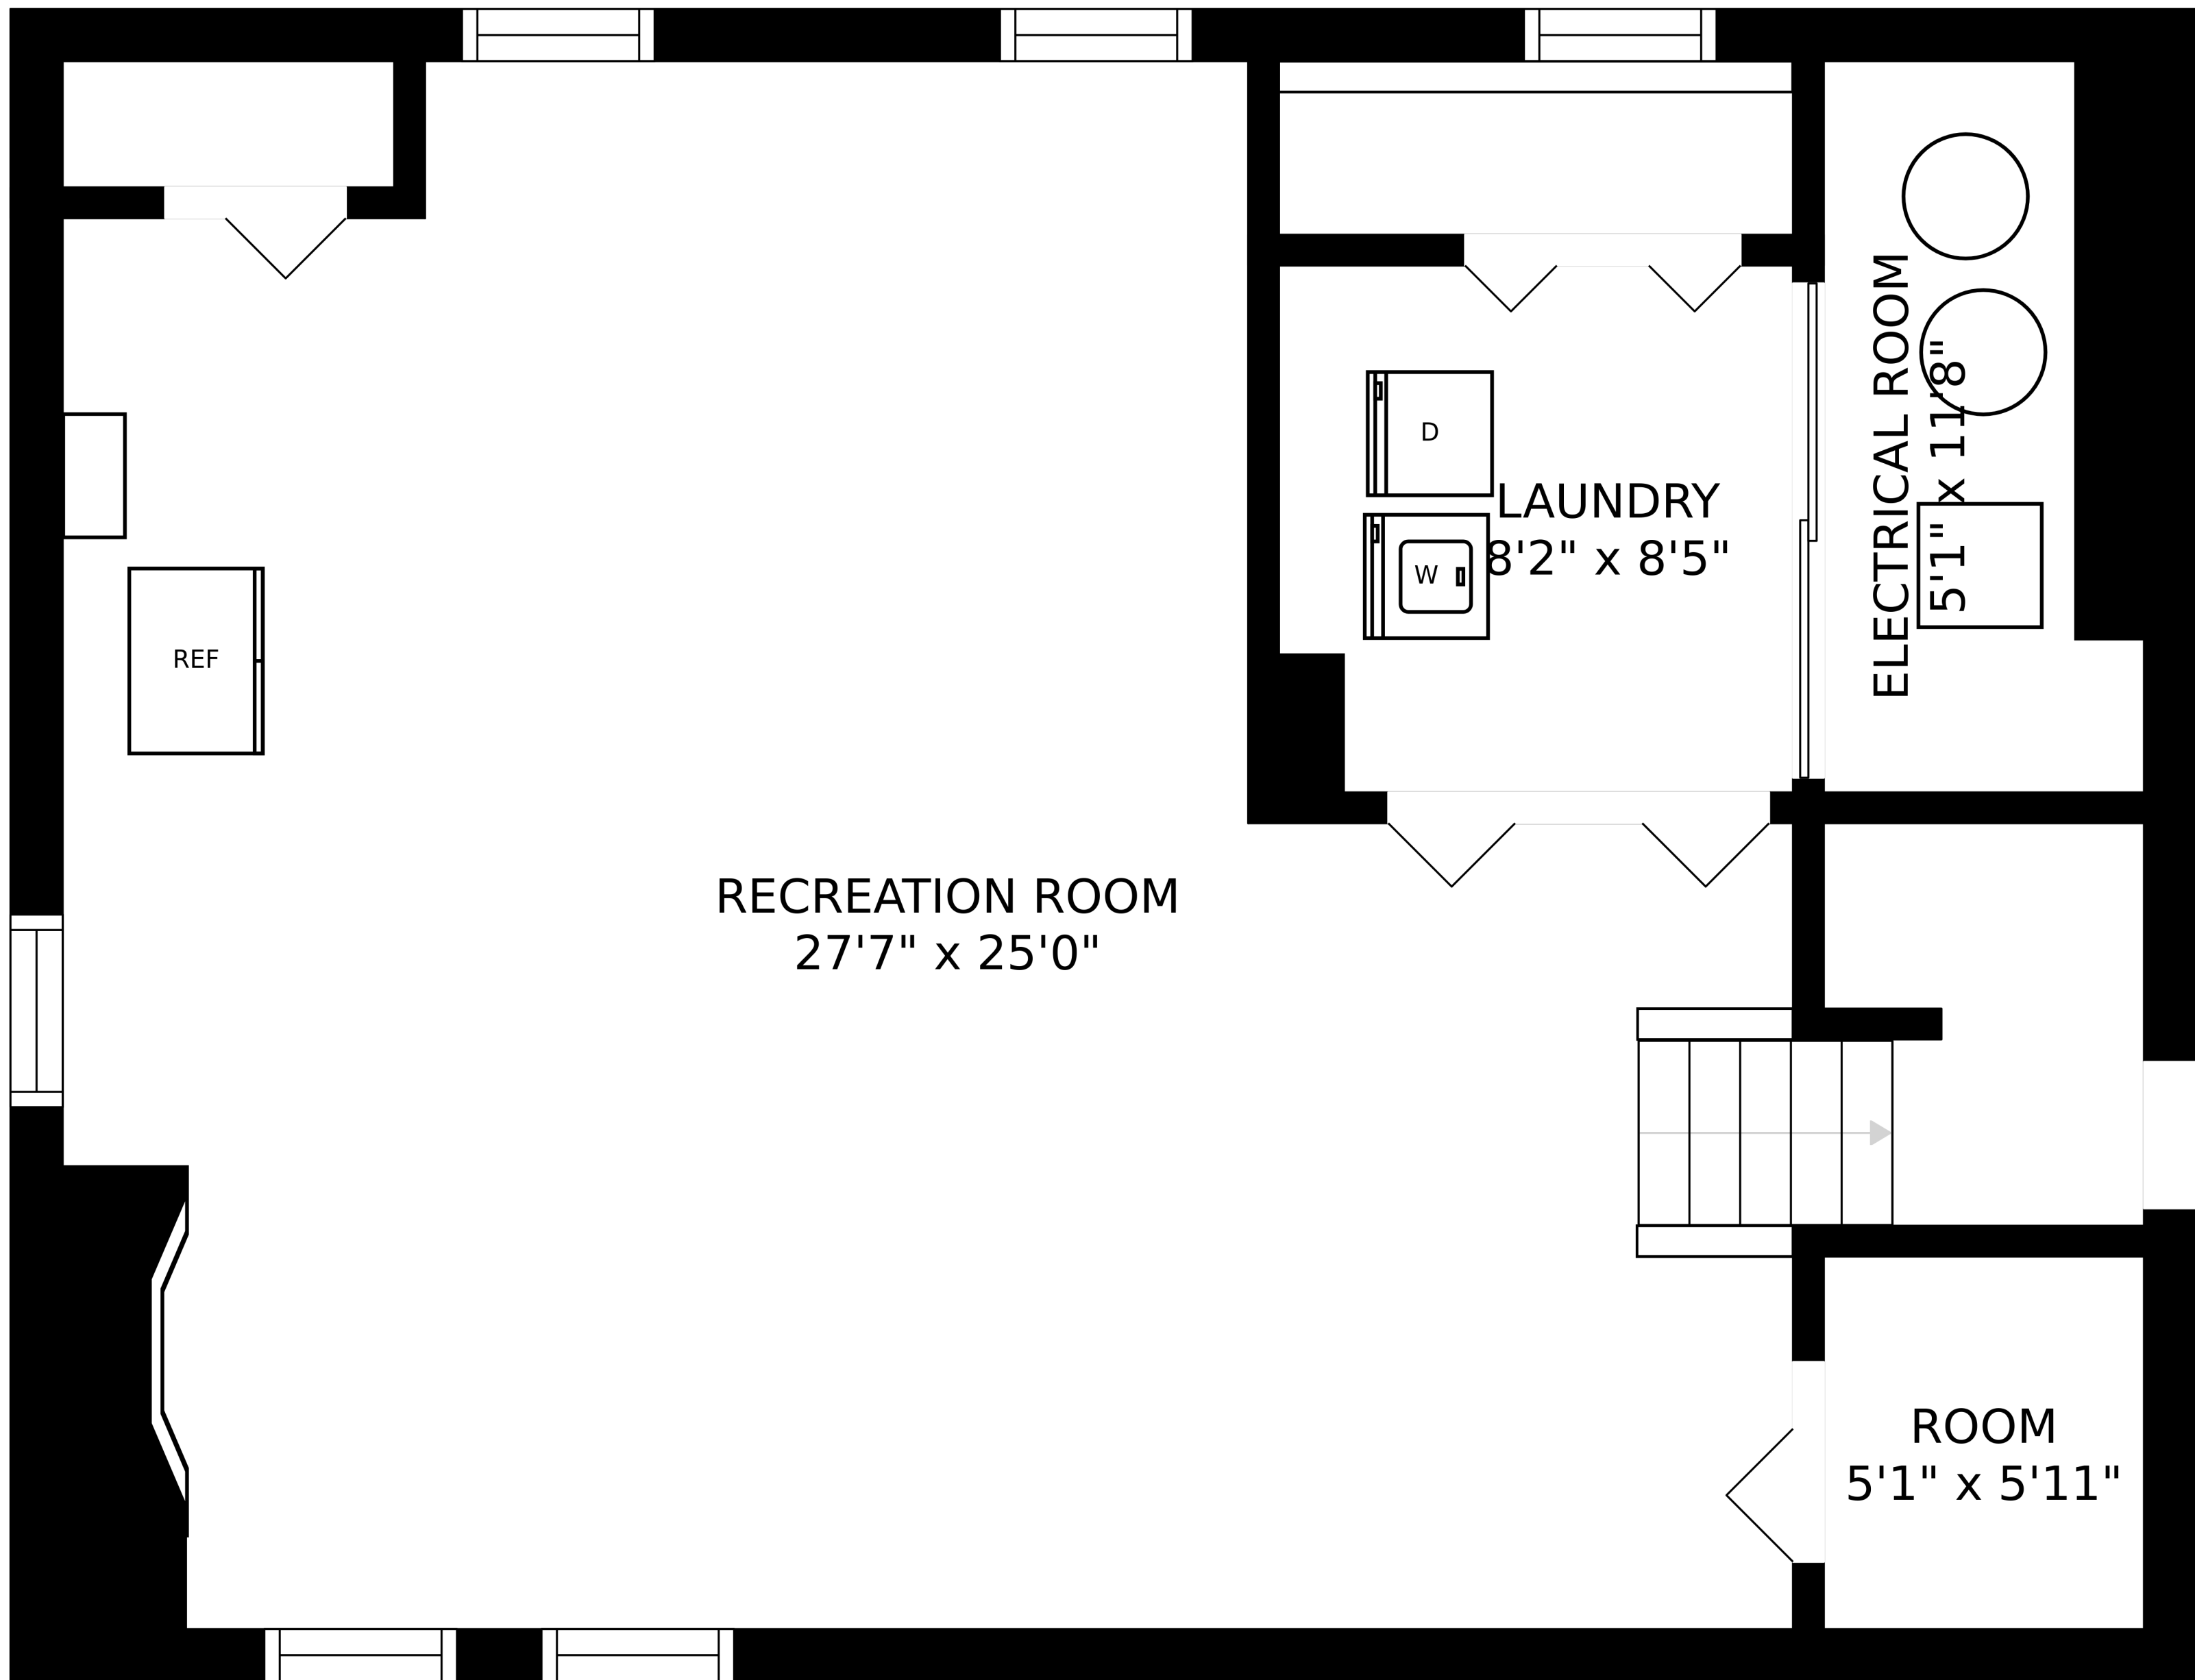 D
LAUNDRY
8'2" x 8'5"
W
ELECTRICAL ROOM
5'1" x 11'8"
REF
RECREATION ROOM
27'7" x 25'0"
ROOM
5'1" x 5'11"